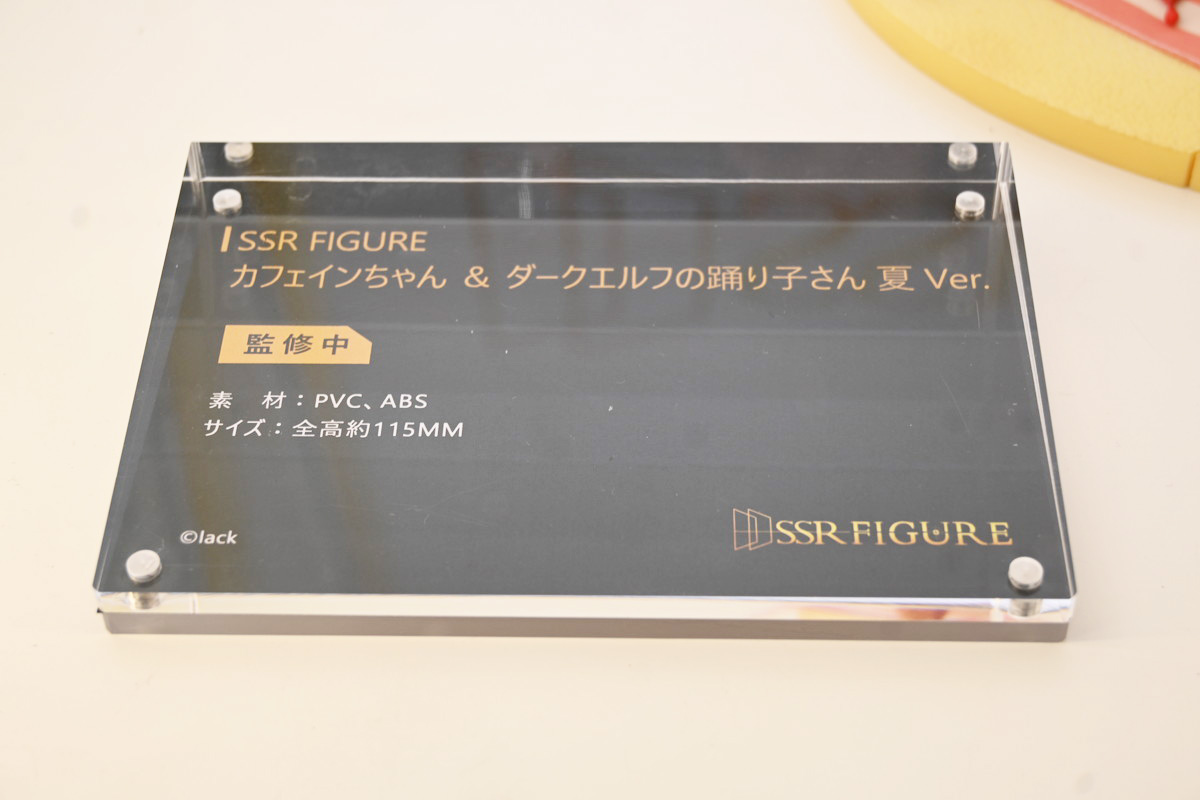 SSR FIGURE
カフェインちゃん & ダークエルフの踊り子さん 夏 Ver.
監修中
素 材：PVC、ABS
サイズ：全高約115MM
©lack
SSR FIGURE